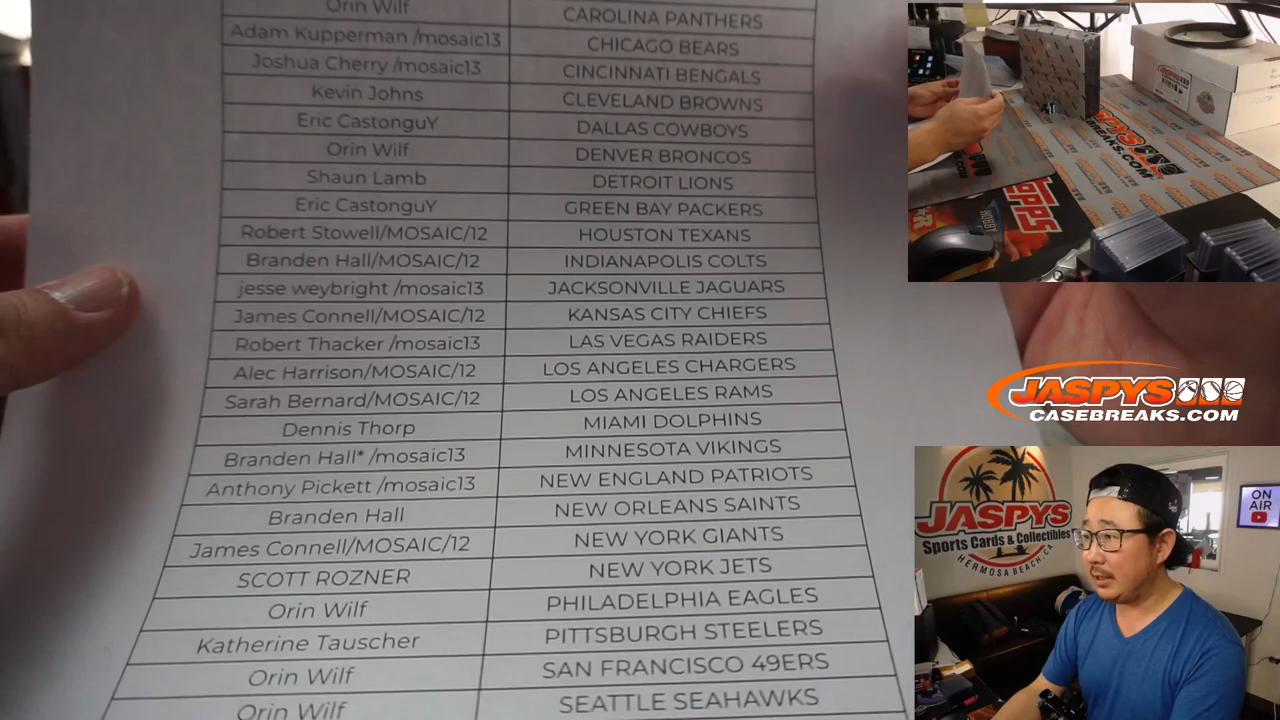 Orin Wilf CAROLINA PANTHERS
Adam Kupperman /mosaic13 CHICAGO BEARS
Joshua Cherry /mosaic13 CINCINNATI BENGALS
Kevin Johns CLEVELAND BROWNS
Eric CastonguY DALLAS COWBOYS
Orin Wilf DENVER BRONCOS
Shaun Lamb DETROIT LIONS
Eric CastonguY GREEN BAY PACKERS
Robert Stowell/MOSAIC/12 HOUSTON TEXANS
Branden Hall/MOSAIC/12 INDIANAPOLIS COLTS
jesse weybright /mosaic13 JACKSONVILLE JAGUARS
James Connell/MOSAIC/12 KANSAS CITY CHIEFS
Robert Thacker /mosaic13 LAS VEGAS RAIDERS
Alec Harrison/MOSAIC/12 LOS ANGELES CHARGERS
Sarah Bernard/MOSAIC/12 LOS ANGELES RAMS
Dennis Thorp MIAMI DOLPHINS
Branden Hall* /mosaic13 MINNESOTA VIKINGS
Anthony Pickett /mosaic13 NEW ENGLAND PATRIOTS
Branden Hall NEW ORLEANS SAINTS
James Connell/MOSAIC/12 NEW YORK GIANTS
SCOTT ROZNER NEW YORK JETS
Orin Wilf PHILADELPHIA EAGLES
Katherine Tauscher PITTSBURGH STEELERS
Orin Wilf SAN FRANCISCO 49ERS
Orin Wilf SEATTLE SEAHAWKS
BREAKS.COM
TOPPS
HOBBY
JASPYS
CASEBREAKS.COM
JASPYS
Sports Cards & Collectibles
HERMOSA BEACH, CA
ON
AIR